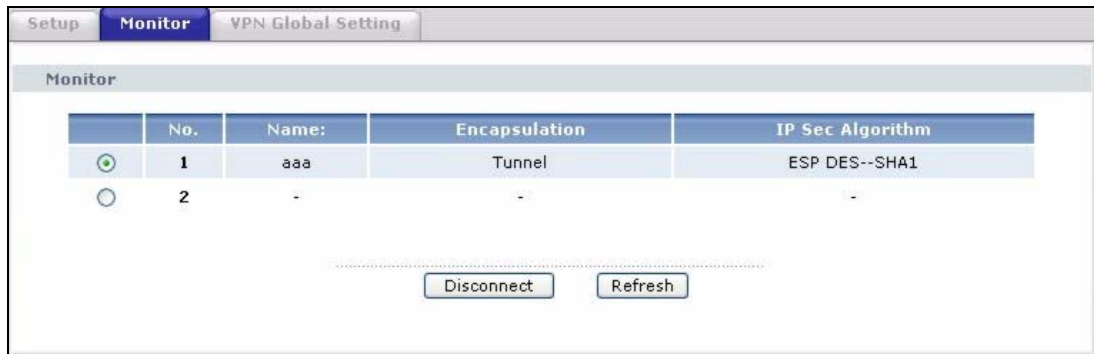 Setup Monitor VPN Global Setting
Monitor
No. Name: Encapsulation IP Sec Algorithm
1 aaa Tunnel ESP DES--SHA1
2 - - -
Disconnect Refresh